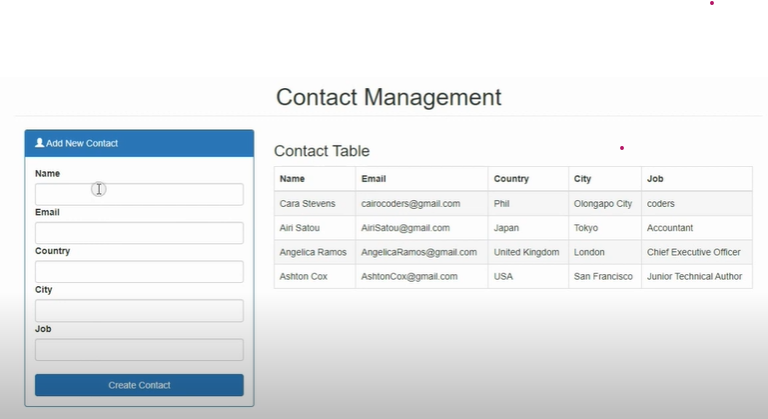 Contact Management
Add New Contact
Name
Email
Country
City
Job
Create Contact
Contact Table
Name Email Country City Job
Cara Stevens cairocoders@gmail.com Phil Olongapo City coders
Airi Satou AiriSatou@gmail.com Japan Tokyo Accountant
Angelica Ramos AngelicaRamos@gmail.com United Kingdom London Chief Executive Officer
Ashton Cox AshtonCox@gmail.com USA San Francisco Junior Technical Author